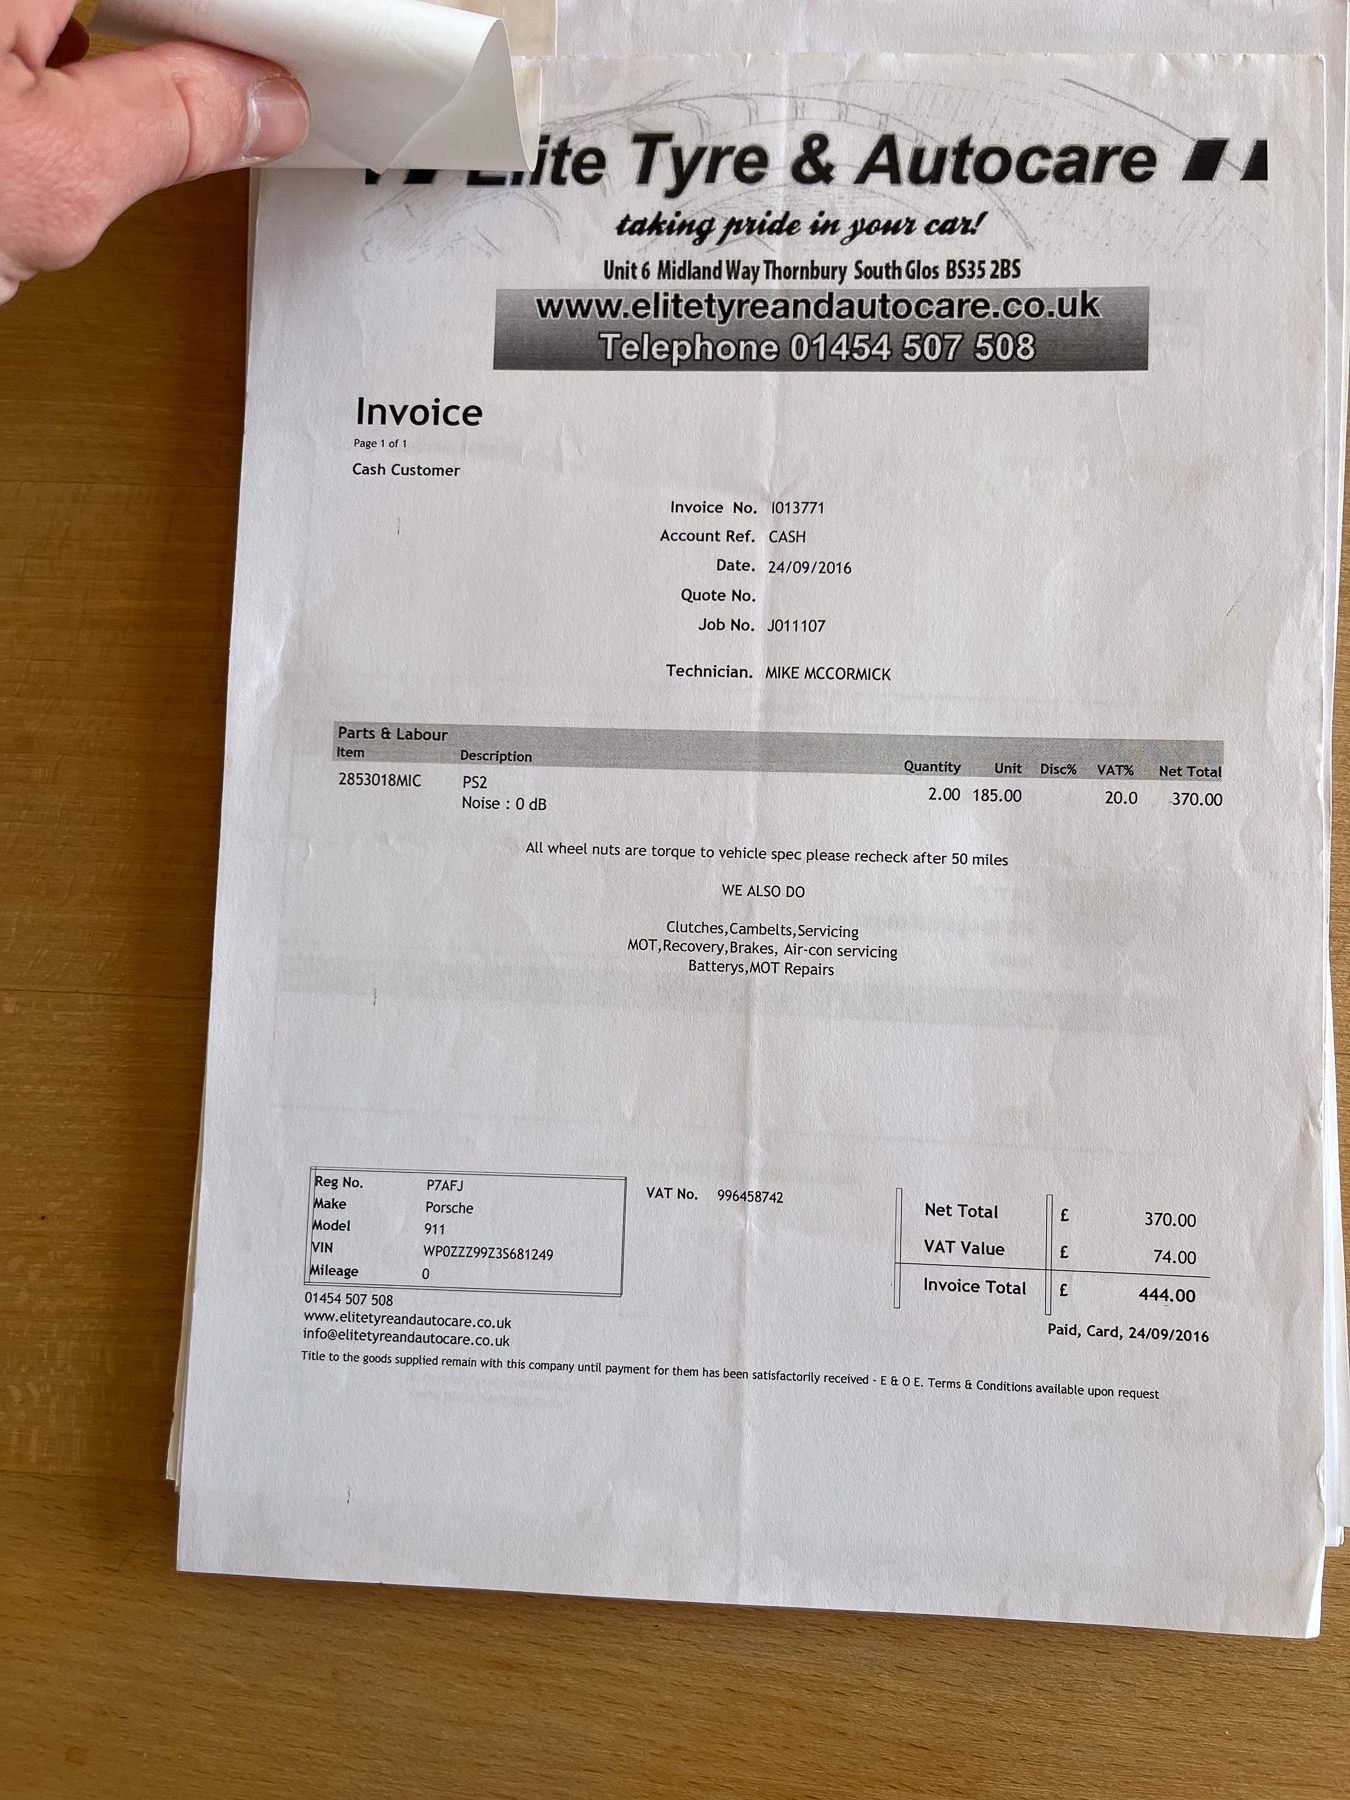 Elite Tyre & Autocare
taking pride in your car!
Unit 6 Midland Way Thornbury South Glos BS35 2BS
www.elitetyreandautocare.co.uk
Telephone 01454 507 508
Invoice
Page 1 of 1
Cash Customer
Invoice No. I013771
Account Ref. CASH
Date. 24/09/2016
Quote No.
Job No. J011107
Technician. MIKE MCCORMICK
Parts & Labour
Item Description Quantity Unit Disc% VAT% Net Total
2853018MIC PS2 2.00 185.00 20.0 370.00
Noise : 0 dB
All wheel nuts are torque to vehicle spec please recheck after 50 miles
WE ALSO DO
Clutches,Cambelts,Servicing
MOT,Recovery,Brakes, Air-con servicing
Batterys,MOT Repairs
Reg No. P7AFJ
Make Porsche
Model 911
VIN WP0ZZZ99Z3S681249
Mileage 0
VAT No. 996458742
Net Total £ 370.00
VAT Value £ 74.00
Invoice Total £ 444.00
Paid, Card, 24/09/2016
01454 507 508
www.elitetyreandautocare.co.uk
info@elitetyreandautocare.co.uk
Title to the goods supplied remain with this company until payment for them has been satisfactorily received - E & O E. Terms & Conditions available upon request